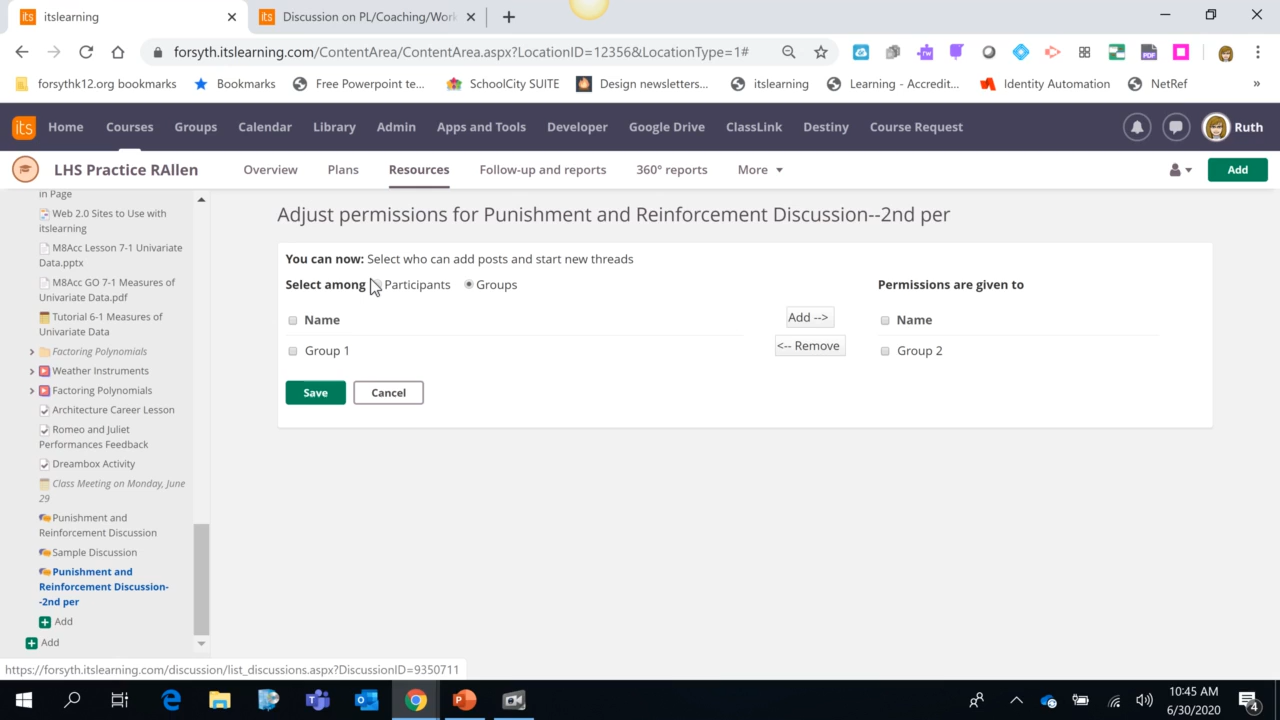 its itslearning
its Discussion on PL/Coaching/Work
forsyth.itslearning.com/ContentArea/ContentArea.aspx?LocationID=12356&LocationType=1#
forsythk12.org bookmarks Bookmarks Free Powerpoint te... SchoolCity SUITE Design newsletters... itslearning Learning - Accredit... Identity Automation NetRef »
its Home Courses Groups Calendar Library Admin Apps and Tools Developer Google Drive ClassLink Destiny Course Request Ruth
LHS Practice RAllen Overview Plans Resources Follow-up and reports 360° reports More Add
in Page
Web 2.0 Sites to Use with
itslearning
M8Acc Lesson 7-1 Univariate
Data.pptx
M8Acc GO 7-1 Measures of
Univariate Data.pdf
Tutorial 6-1 Measures of
Univariate Data
Factoring Polynomials
Weather Instruments
Factoring Polynomials
Architecture Career Lesson
Romeo and Juliet
Performances Feedback
Dreambox Activity
Class Meeting on Monday, June
29
Punishment and
Reinforcement Discussion
Sample Discussion
Punishment and
Reinforcement Discussion-
-2nd per
Add
Add
Adjust permissions for Punishment and Reinforcement Discussion--2nd per
You can now: Select who can add posts and start new threads
Select among Participants Groups
Permissions are given to
Name
Add -->
Name
Group 1
<-- Remove
Group 2
Save Cancel
https://forsyth.itslearning.com/discussion/list_discussions.aspx?DiscussionID=9350711
10:45 AM
6/30/2020
4